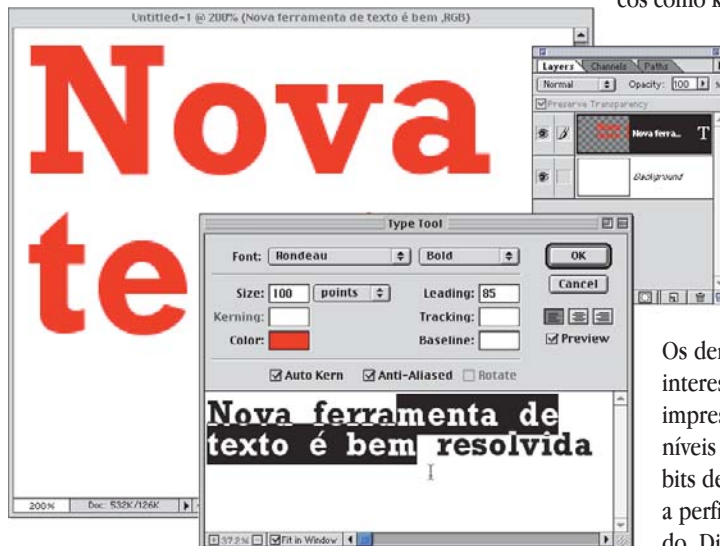 cos como k
Untitled-1 @ 200% (Nova ferramenta de texto é bem ,RGB)
Nova
te
200% Doc: 532K/126K
Layers Channels Paths
Normal Opacity: 100
Preserve Transparency
Nova ferra... T
Background
Type Tool
Font: Rondeau Bold OK
Size: 100 points Leading: 85 Cancel
Kerning: Tracking:
Color: Baseline: Preview
Auto Kern Anti-Aliased Rotate
Nova ferramenta de
texto é bem resolvida
37.2% Fit in Window
Os der
interes
impres
níveis
bits de
a perfi
do. Di